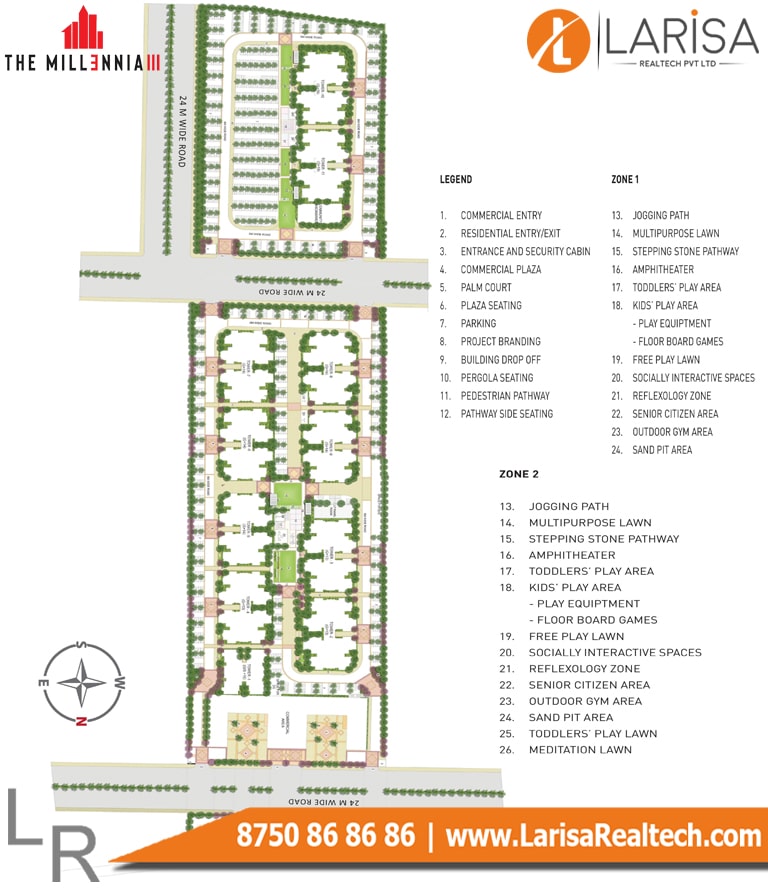 THE MILLENNIA III
LARiSA
REALTECH PVT LTD
24 M WIDE ROAD
24 M WIDE ROAD
LEGEND
1. COMMERCIAL ENTRY
2. RESIDENTIAL ENTRY/EXIT
3. ENTRANCE AND SECURITY CABIN
4. COMMERCIAL PLAZA
5. PALM COURT
6. PLAZA SEATING
7. PARKING
8. PROJECT BRANDING
9. BUILDING DROP OFF
10. PERGOLA SEATING
11. PEDESTRIAN PATHWAY
12. PATHWAY SIDE SEATING
ZONE 1
13. JOGGING PATH
14. MULTIPURPOSE LAWN
15. STEPPING STONE PATHWAY
16. AMPHITHEATER
17. TODDLERS' PLAY AREA
18. KIDS' PLAY AREA
- PLAY EQUIPTMENT
- FLOOR BOARD GAMES
19. FREE PLAY LAWN
20. SOCIALLY INTERACTIVE SPACES
21. REFLEXOLOGY ZONE
22. SENIOR CITIZEN AREA
23. OUTDOOR GYM AREA
24. SAND PIT AREA
ZONE 2
13. JOGGING PATH
14. MULTIPURPOSE LAWN
15. STEPPING STONE PATHWAY
16. AMPHITHEATER
17. TODDLERS' PLAY AREA
18. KIDS' PLAY AREA
- PLAY EQUIPTMENT
- FLOOR BOARD GAMES
19. FREE PLAY LAWN
20. SOCIALLY INTERACTIVE SPACES
21. REFLEXOLOGY ZONE
22. SENIOR CITIZEN AREA
23. OUTDOOR GYM AREA
24. SAND PIT AREA
25. TODDLERS' PLAY LAWN
26. MEDITATION LAWN
S
E
W
N
COMMERCIAL
AREA
24 M WIDE ROAD
LR
8750 86 86 86 | www.LarisaRealtech.com